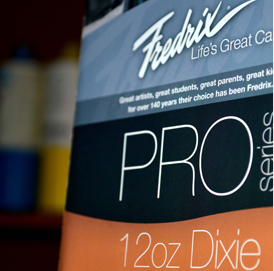 Fredrix
Life's Great Ca
Great artists, great students, great parents, great ki
for over 140 years their choice has been Fredrix.
PRO series
12oz Dixie